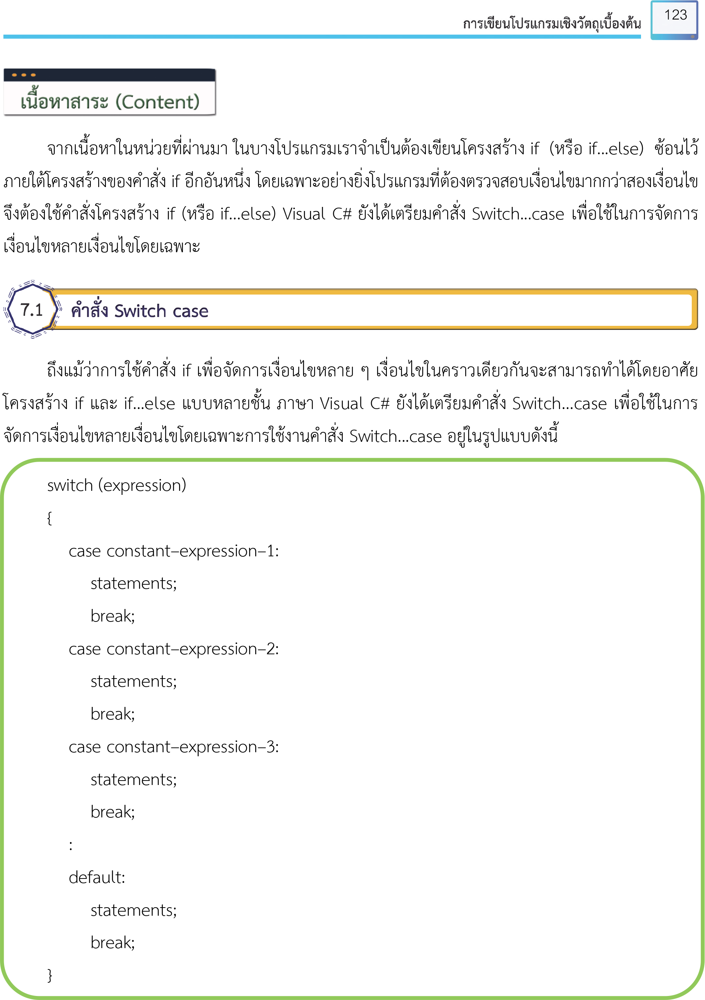 การเขียนโปรแกรมเชิงวัตถุเบื้องต้น
123
เนื้อหาสาระ (Content)
จากเนื้อหาในหน่วยที่ผ่านมา ในบางโปรแกรมเราจำเป็นต้องเขียนโครงสร้าง if (หรือ if...else) ซ้อนไว้
ภายใต้โครงสร้างของคำสั่ง if อีกอันหนึ่ง โดยเฉพาะอย่างยิ่งโปรแกรมที่ต้องตรวจสอบเงื่อนไขมากกว่าสองเงื่อนไข
จึงต้องใช้คำสั่งโครงสร้าง if (หรือ if...else) Visual C# ยังได้เตรียมคำสั่ง Switch...case เพื่อใช้ในการจัดการ
เงื่อนไขหลายเงื่อนไขโดยเฉพาะ
7.1 คำสั่ง Switch case
ถึงแม้ว่าการใช้คำสั่ง if เพื่อจัดการเงื่อนไขหลาย ๆ เงื่อนไขในคราวเดียวกันจะสามารถทำได้โดยอาศัย
โครงสร้าง if และ if...else แบบหลายชั้น ภาษา Visual C# ยังได้เตรียมคำสั่ง Switch...case เพื่อใช้ในการ
จัดการเงื่อนไขหลายเงื่อนไขโดยเฉพาะการใช้งานคำสั่ง Switch...case อยู่ในรูปแบบดังนี้
switch (expression)
{
case constant–expression–1:
statements;
break;
case constant–expression–2:
statements;
break;
case constant–expression–3:
statements;
break;
:
default:
statements;
break;
}